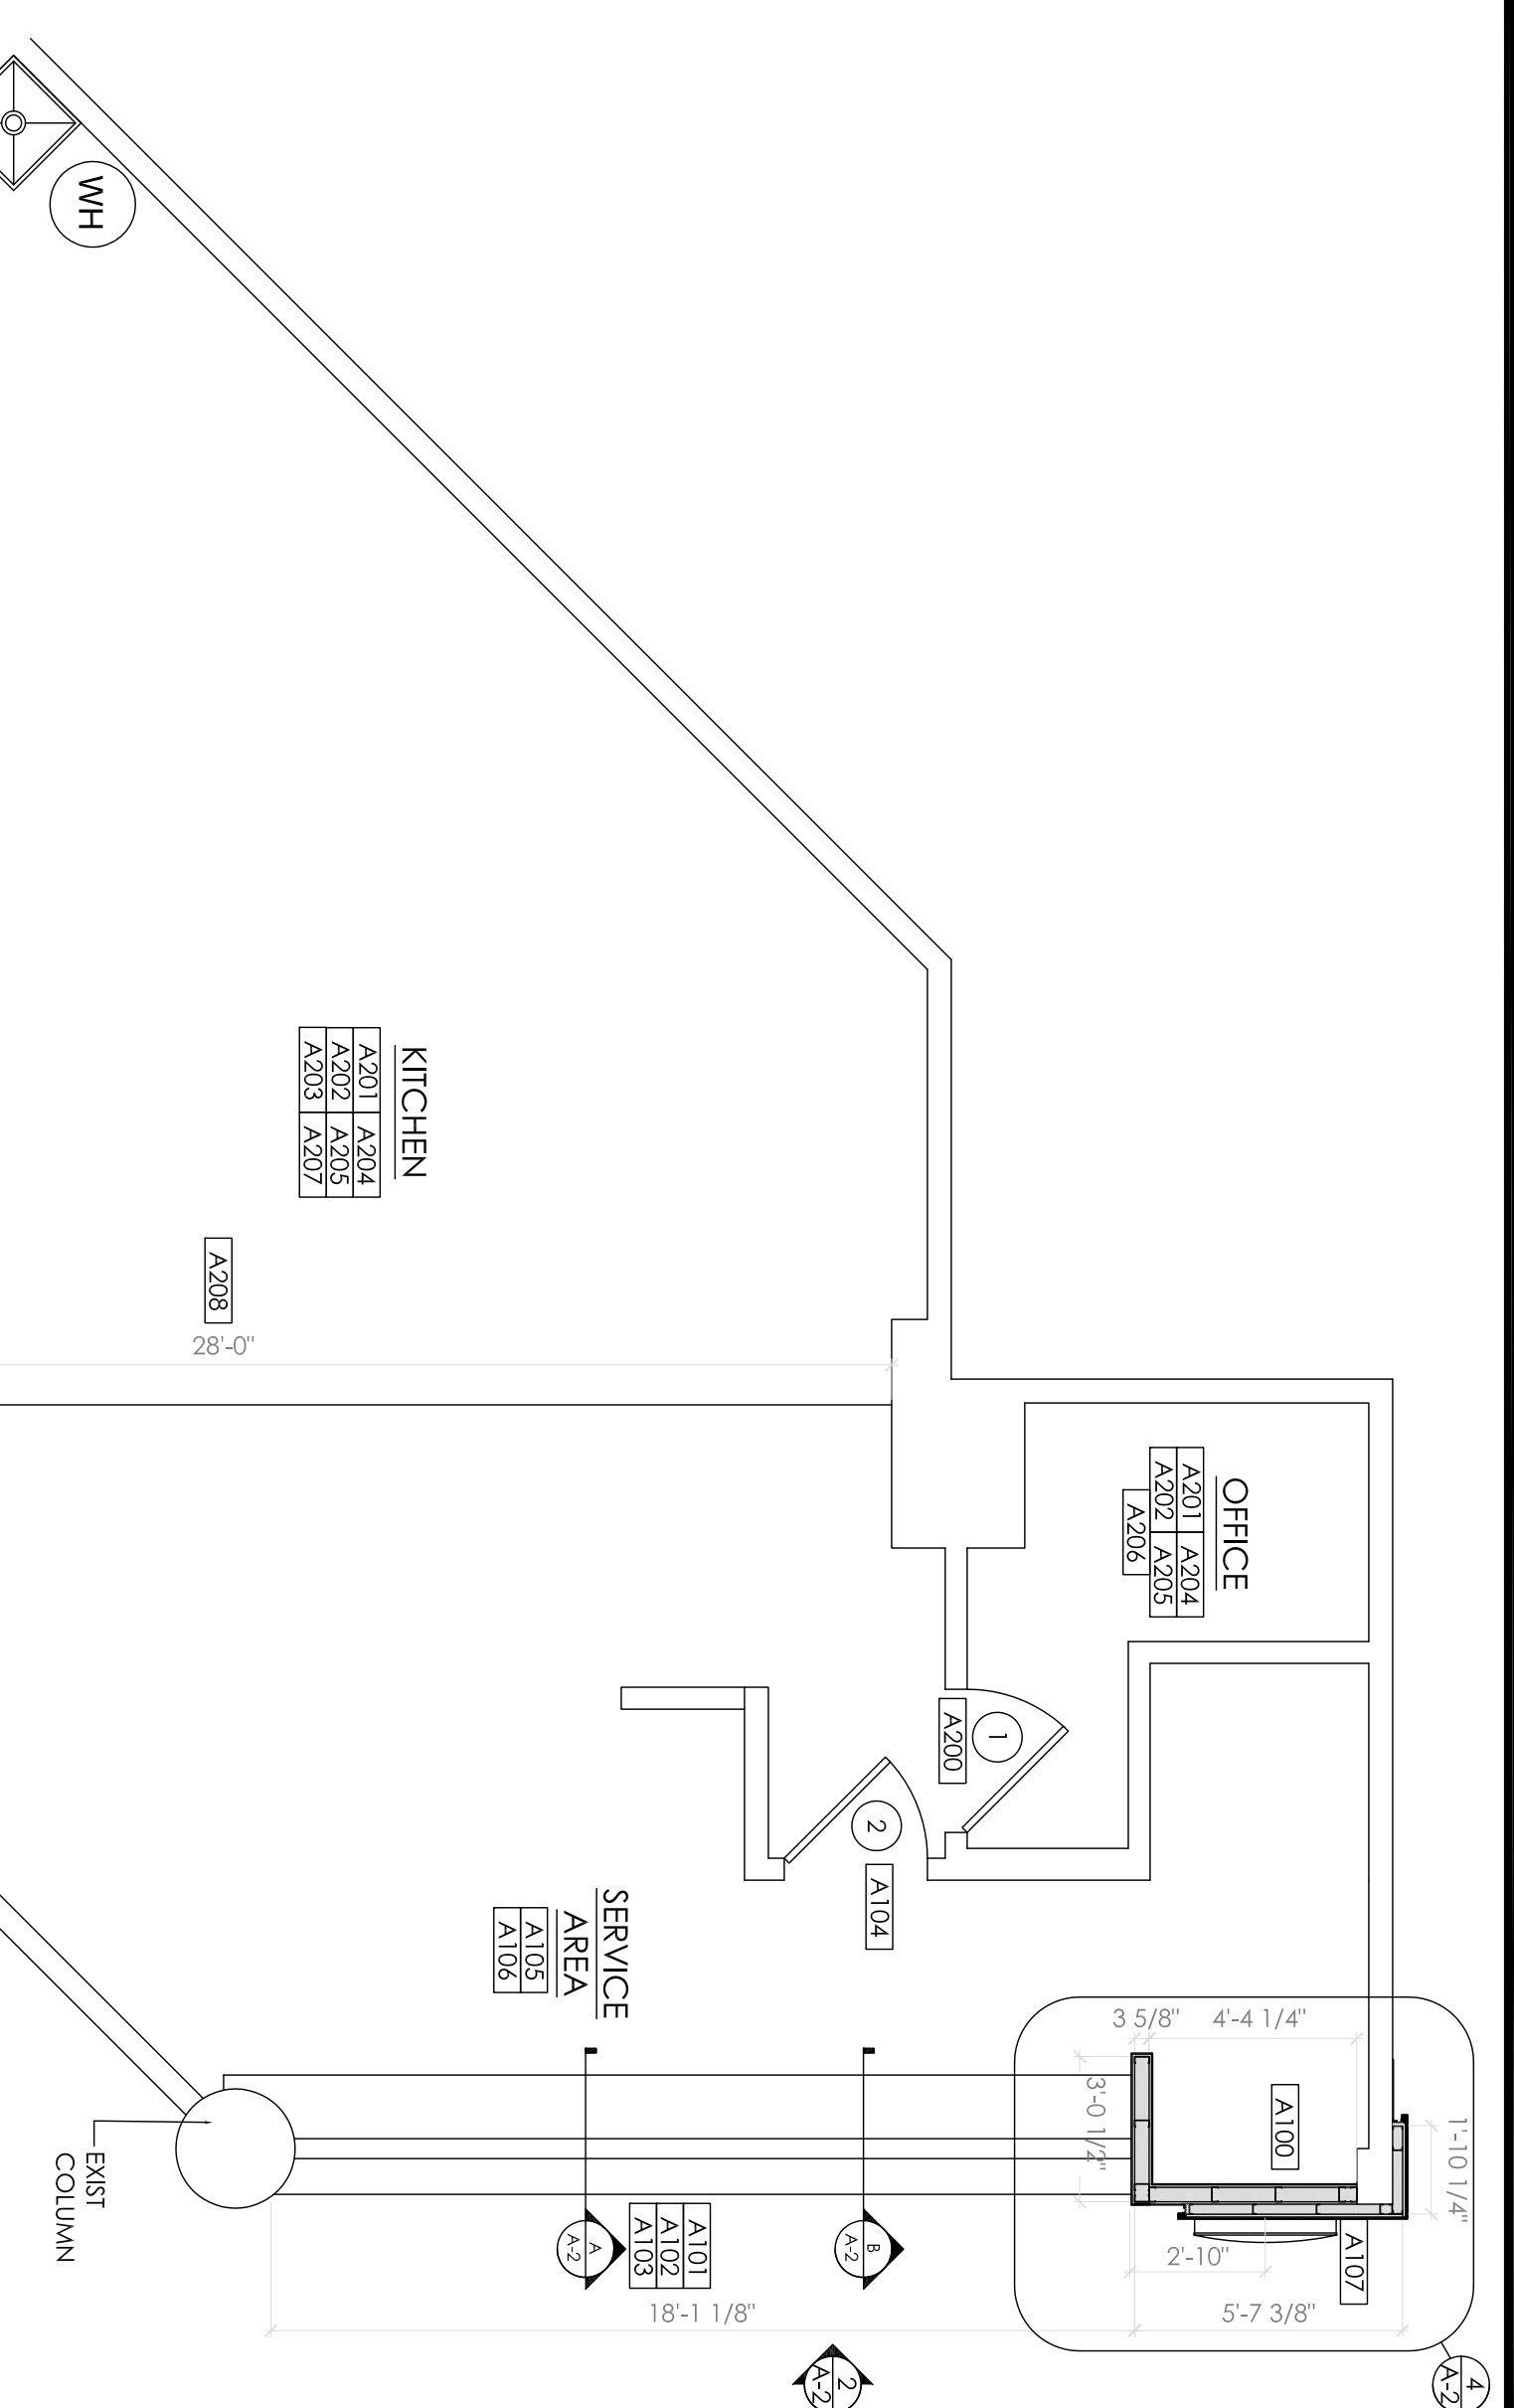 WH
KITCHEN
A201 A204
A202 A205
A203 A207
A208
28'-0"
OFFICE
A201 A204
A202 A205
A206
1
A200
2
A104
SERVICE
AREA
A105
A106
3 5/8"
4'-4 1/4"
3'-0 1/2"
A100
1'-10 1/4"
A107
2'-10"
5'-7 3/8"
18'-1 1/8"
A101
A102
A103
A
A-2
B
A-2
2
A-2
4
A-2
EXIST
COLUMN